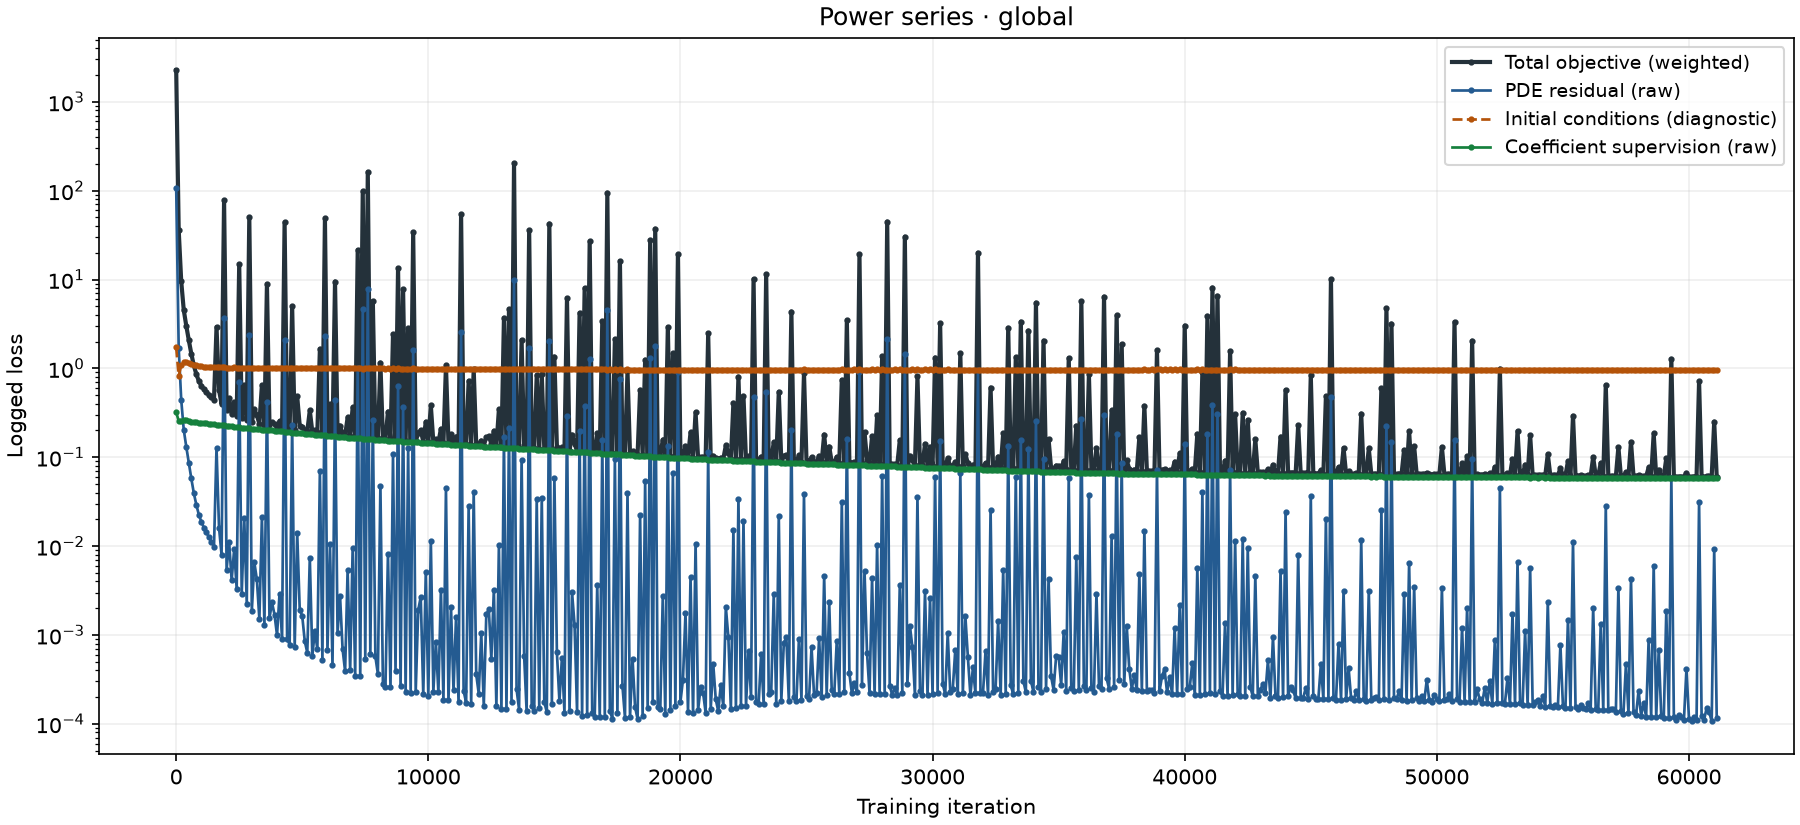 Power series · global
Total objective (weighted)
PDE residual (raw)
Initial conditions (diagnostic)
Coefficient supervision (raw)
Logged loss
10³
10²
10¹
10⁰
10⁻¹
10⁻²
10⁻³
10⁻⁴
0 10000 20000 30000 40000 50000 60000
Training iteration